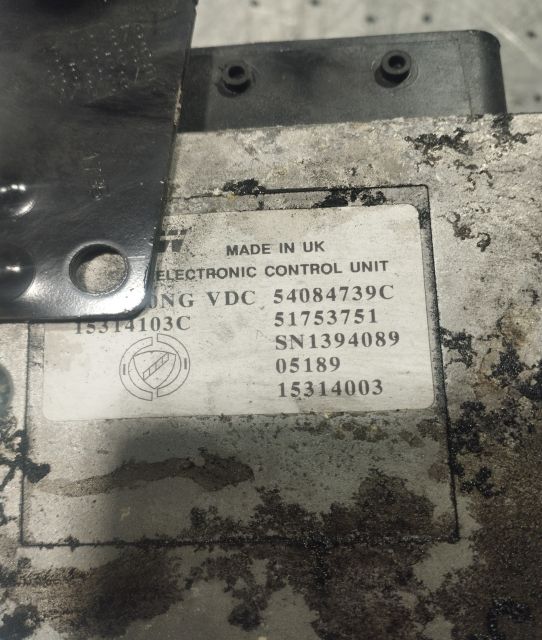 MADE IN UK
ELECTRONIC CONTROL UNIT
VDC 54084739C
15314103C 51753751
SN1394089
05189
15314003